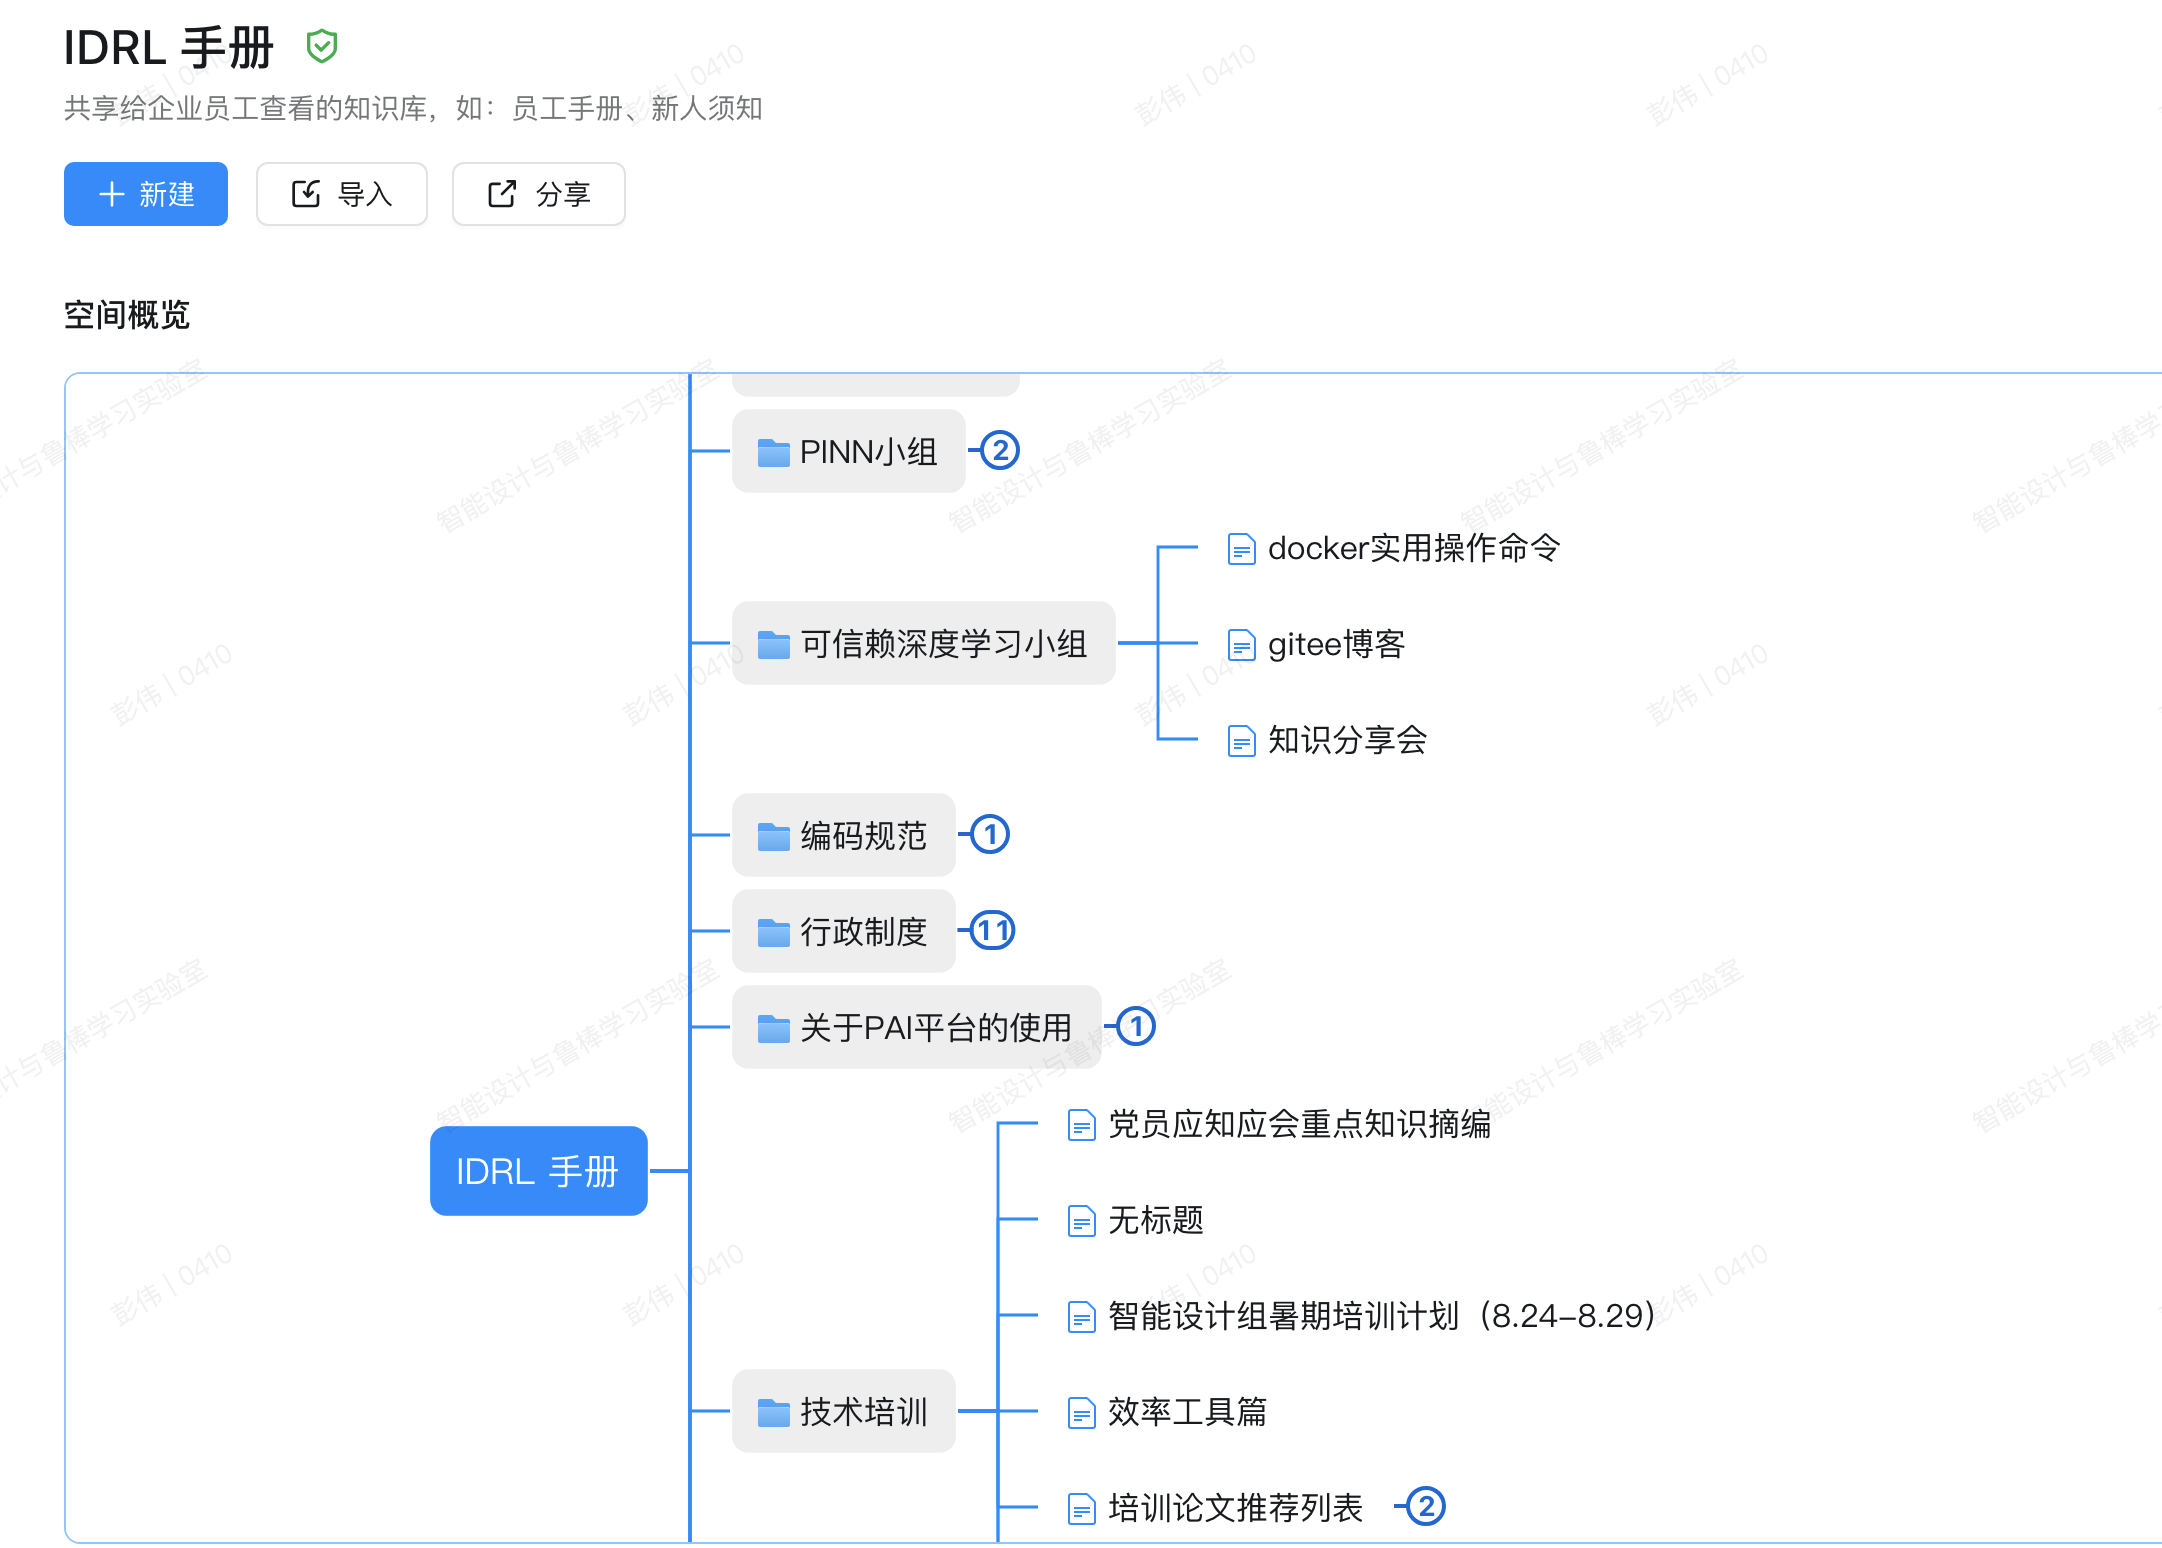 IDRL 手册
共享给企业员工查看的知识库，如：员工手册、新人须知
新建
导入
分享
空间概览
PINN小组
2
docker实用操作命令
可信赖深度学习小组
gitee博客
知识分享会
编码规范
1
行政制度
11
关于PAI平台的使用
1
党员应知应会重点知识摘编
IDRL 手册
无标题
智能设计组暑期培训计划（8.24-8.29）
技术培训
效率工具篇
培训论文推荐列表
2
彭伟 | 0410
智能设计与鲁棒学习实验室